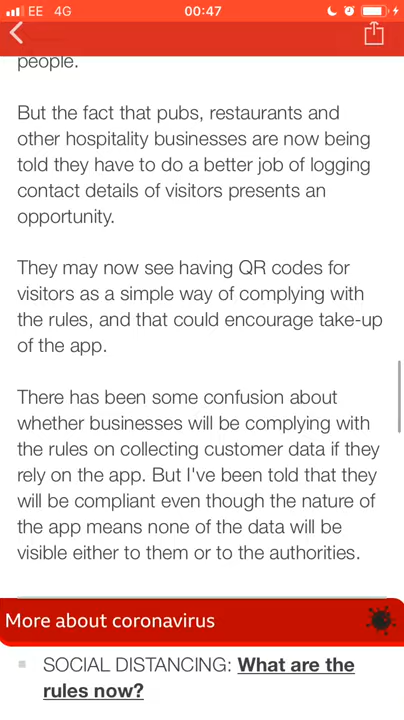 EE 4G 00:47
people.
But the fact that pubs, restaurants and
other hospitality businesses are now being
told they have to do a better job of logging
contact details of visitors presents an
opportunity.
They may now see having QR codes for
visitors as a simple way of complying with
the rules, and that could encourage take-up
of the app.
There has been some confusion about
whether businesses will be complying with
the rules on collecting customer data if they
rely on the app. But I've been told that they
will be compliant even though the nature of
the app means none of the data will be
visible either to them or to the authorities.
More about coronavirus
SOCIAL DISTANCING: What are the
rules now?